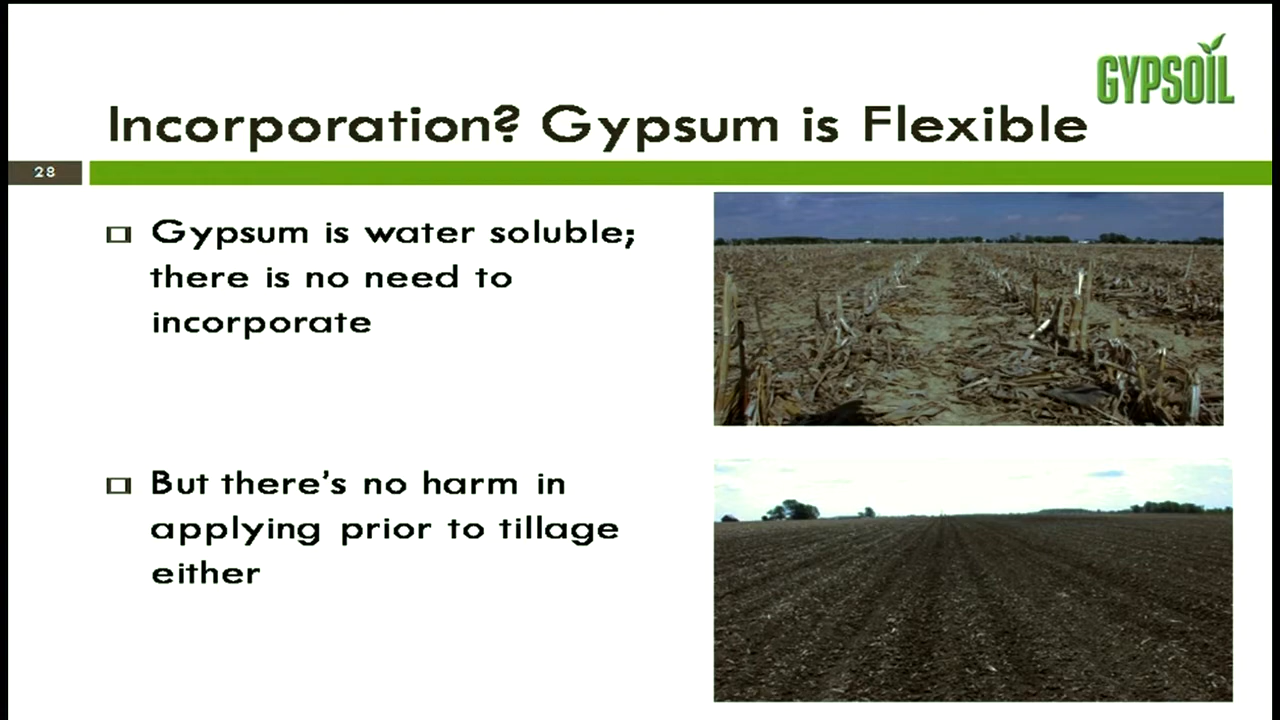 GYPSOIL
Incorporation? Gypsum is Flexible
28
Gypsum is water soluble;
there is no need to
incorporate
But there's no harm in
applying prior to tillage
either